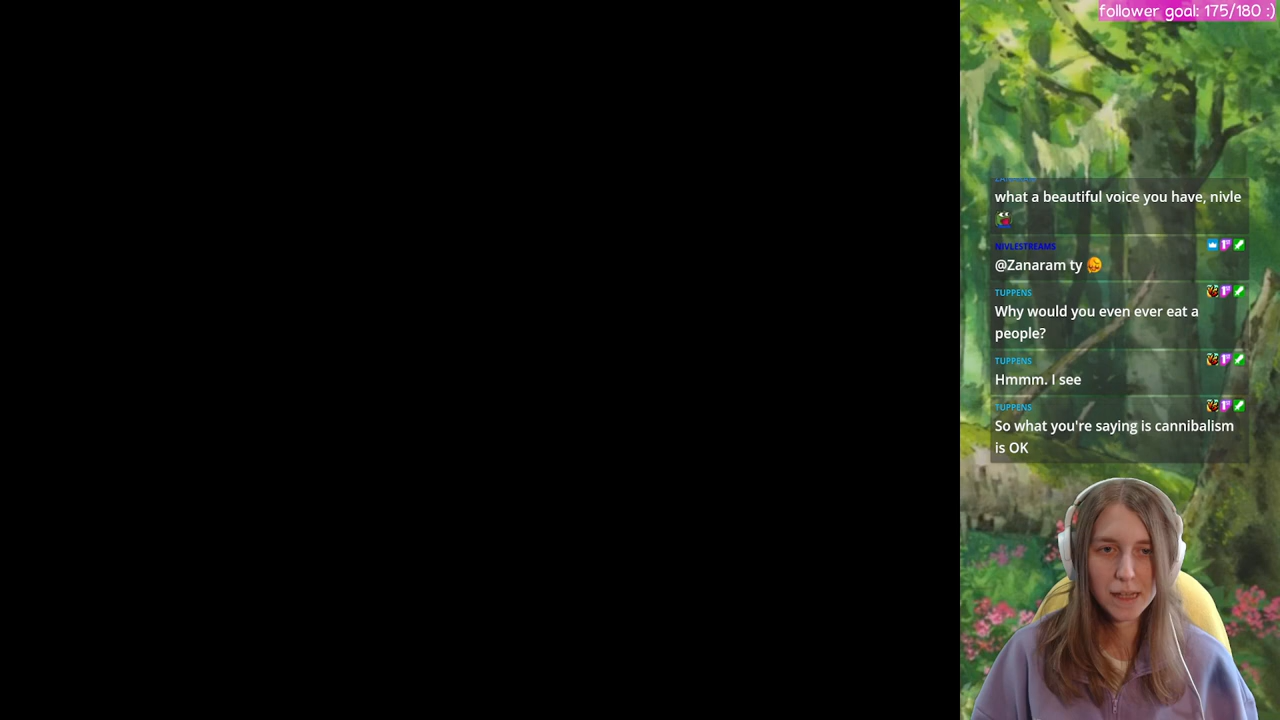 follower goal: 175/180 :)
what a beautiful voice you have, nivle
NIVLESTREAMS
@Zanaram ty
TUPPENS
Why would you even ever eat a
people?
TUPPENS
Hmmm. I see
TUPPENS
So what you're saying is cannibalism
is OK